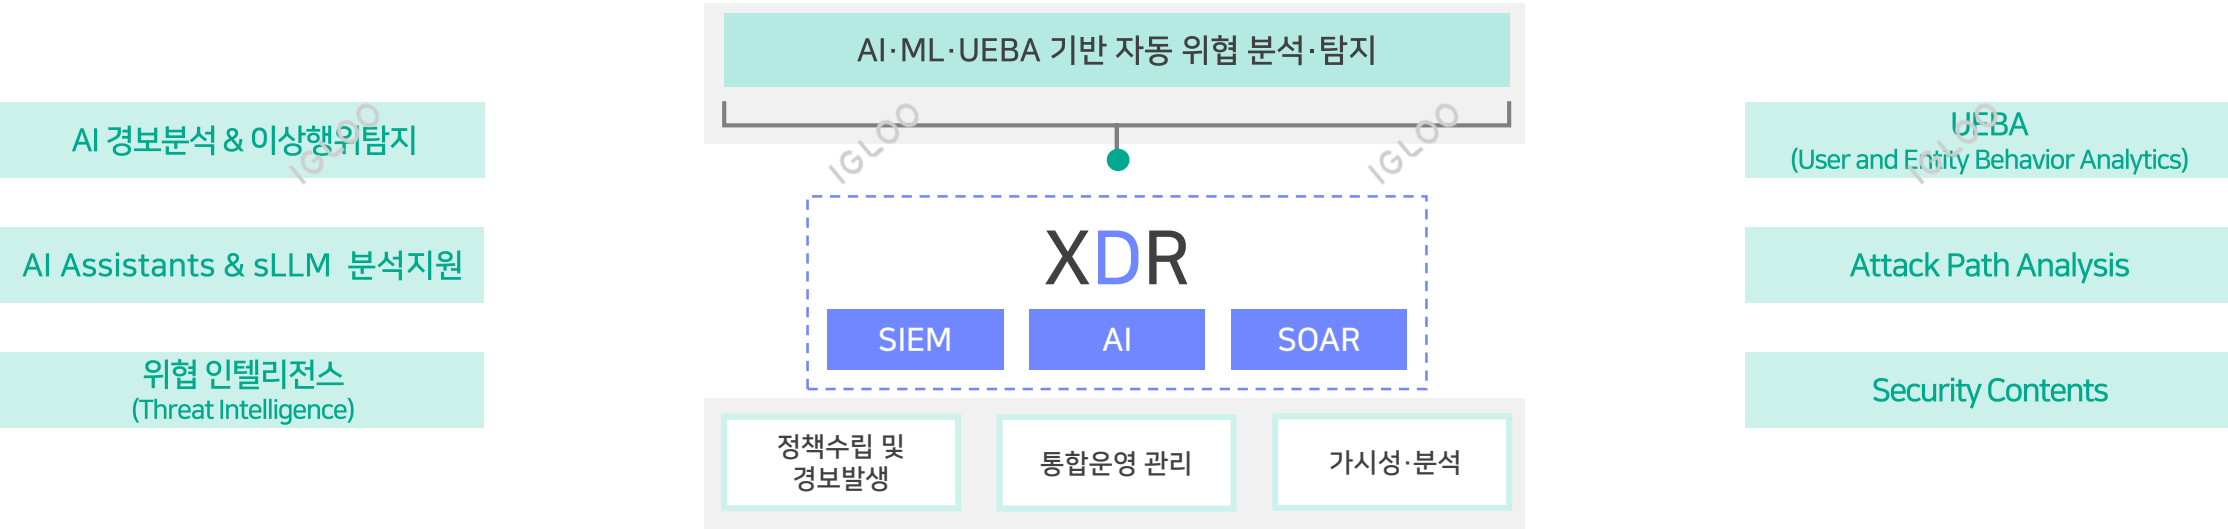 AI·ML·UEBA 기반 자동 위협 분석·탐지
AI 경보분석 & 이상행위탐지
AI Assistants & sLLM 분석지원
위협 인텔리전스
(Threat Intelligence)
IGLOO
IGLOO
IGLOO
IGLOO
XDR
SIEM
AI
SOAR
정책수립 및
경보발생
통합운영 관리
가시성·분석
UEBA
(User and Entity Behavior Analytics)
Attack Path Analysis
Security Contents